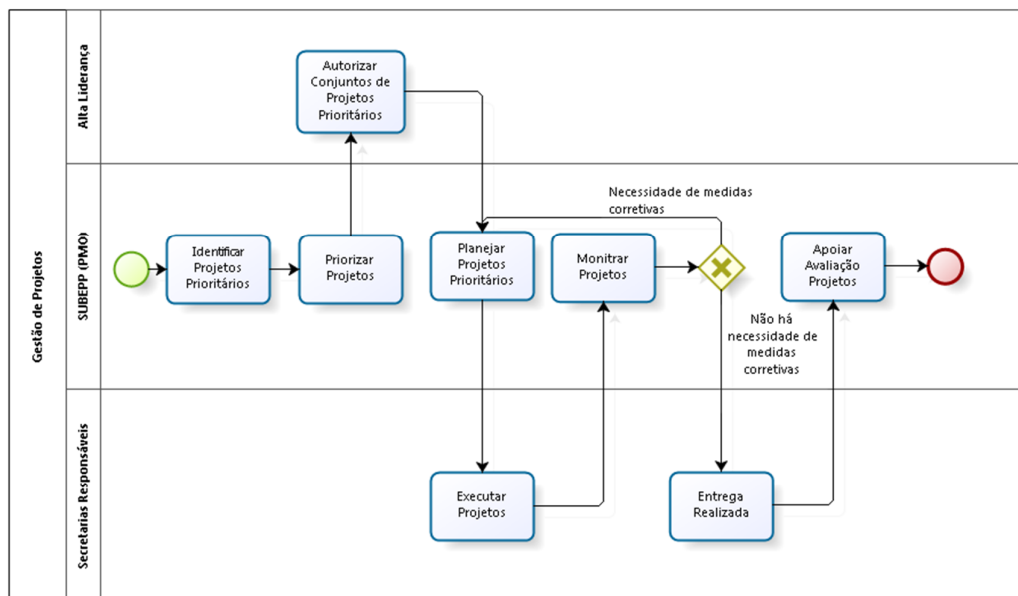 Gestão de Projetos
Alta Liderança
Autorizar
Conjuntos de
Projetos
Prioritários
SUBEPP (PMO)
Identificar
Projetos
Prioritários
Priorizar
Projetos
Planejar
Projetos
Prioritários
Monitrar
Projetos
Necessidade de medidas
corretivas
Não há
necessidade de
medidas
corretivas
Apoiar
Avaliação
Projetos
Secretarias Responsáveis
Executar
Projetos
Entrega
Realizada